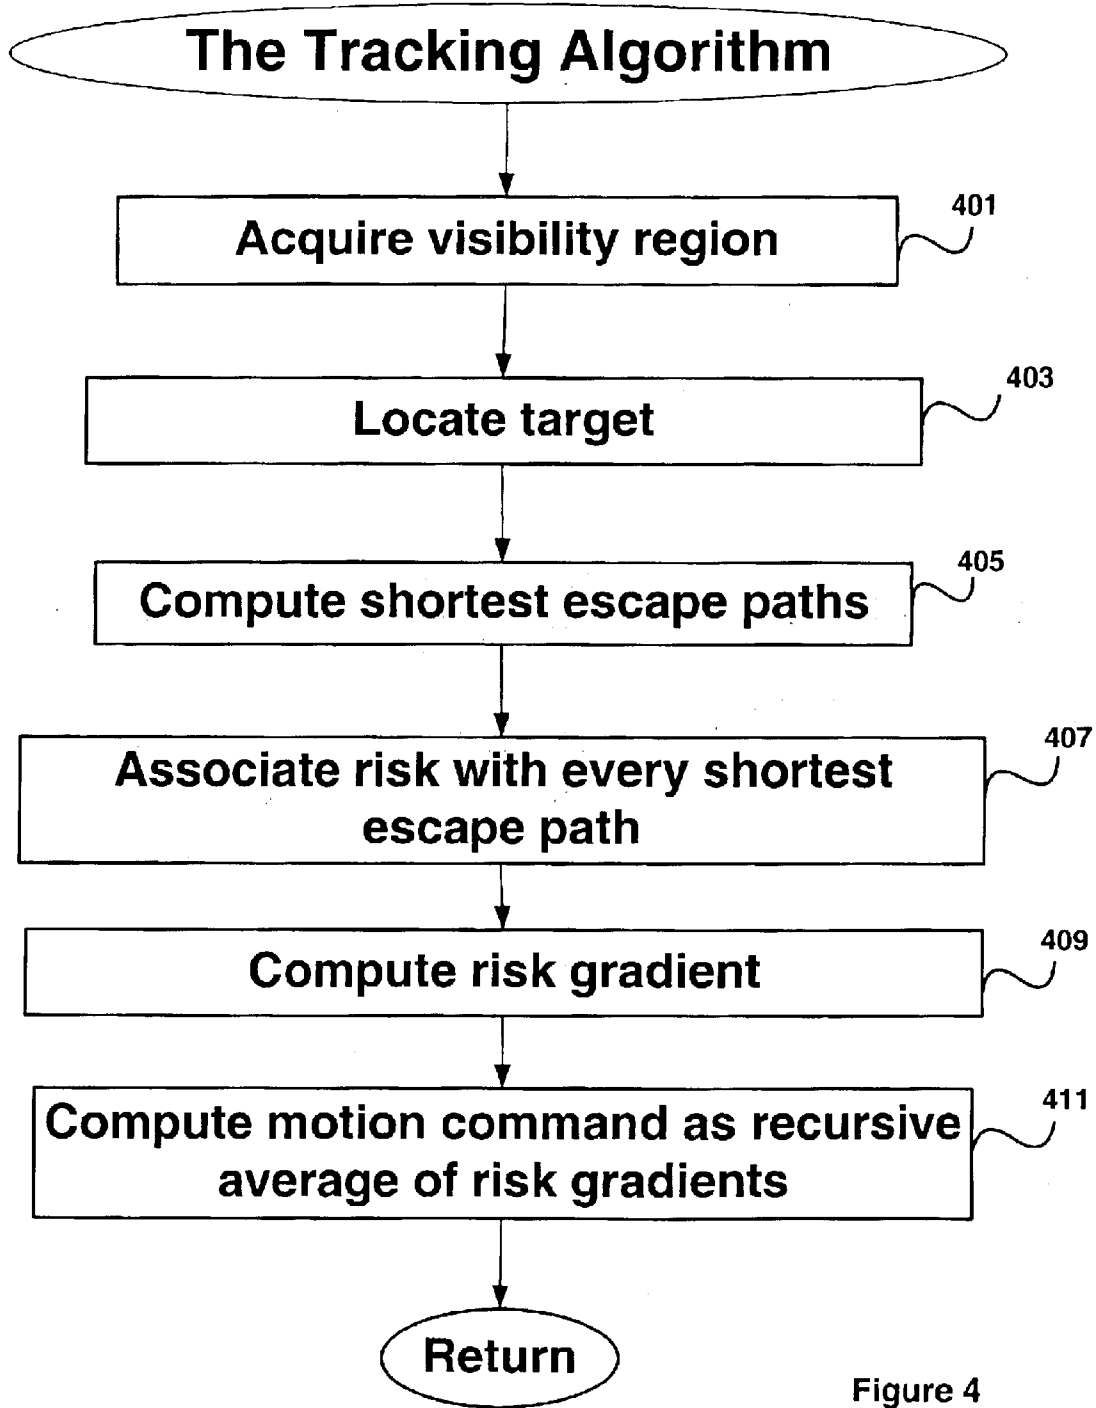 The Tracking Algorithm
Acquire visibility region
401
Locate target
403
Compute shortest escape paths
405
Associate risk with every shortest
escape path
407
Compute risk gradient
409
Compute motion command as recursive
average of risk gradients
411
Return
Figure 4